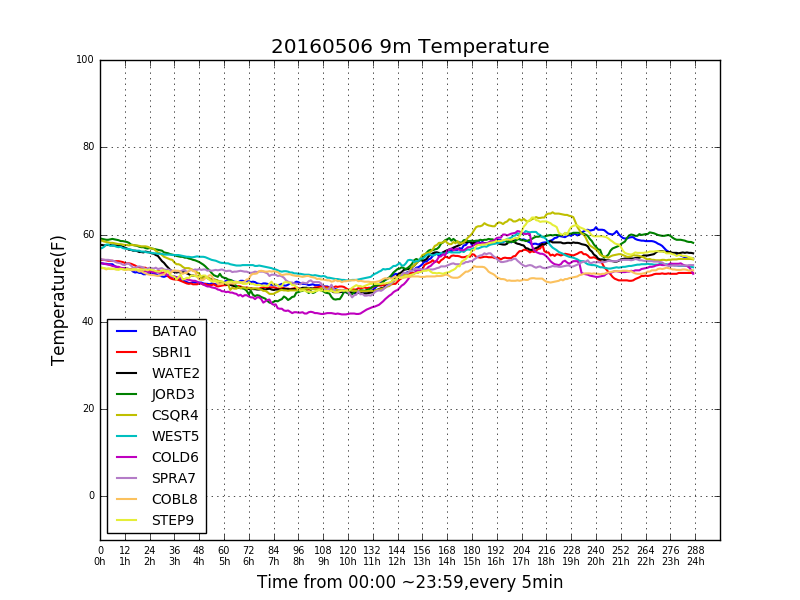 20160506 9m Temperature
Temperature(F)
100
80
60
40
20
0
BATA0
SBRI1
WATE2
JORD3
CSQR4
WEST5
COLD6
SPRA7
COBL8
STEP9
0 12 24 36 48 60 72 84 96 108 120 132 144 156 168 180 192 204 216 228 240 252 264 276 288
0h 1h 2h 3h 4h 5h 6h 7h 8h 9h 10h 11h 12h 13h 14h 15h 16h 17h 18h 19h 20h 21h 22h 23h 24h
Time from 00:00 ~23:59,every 5min